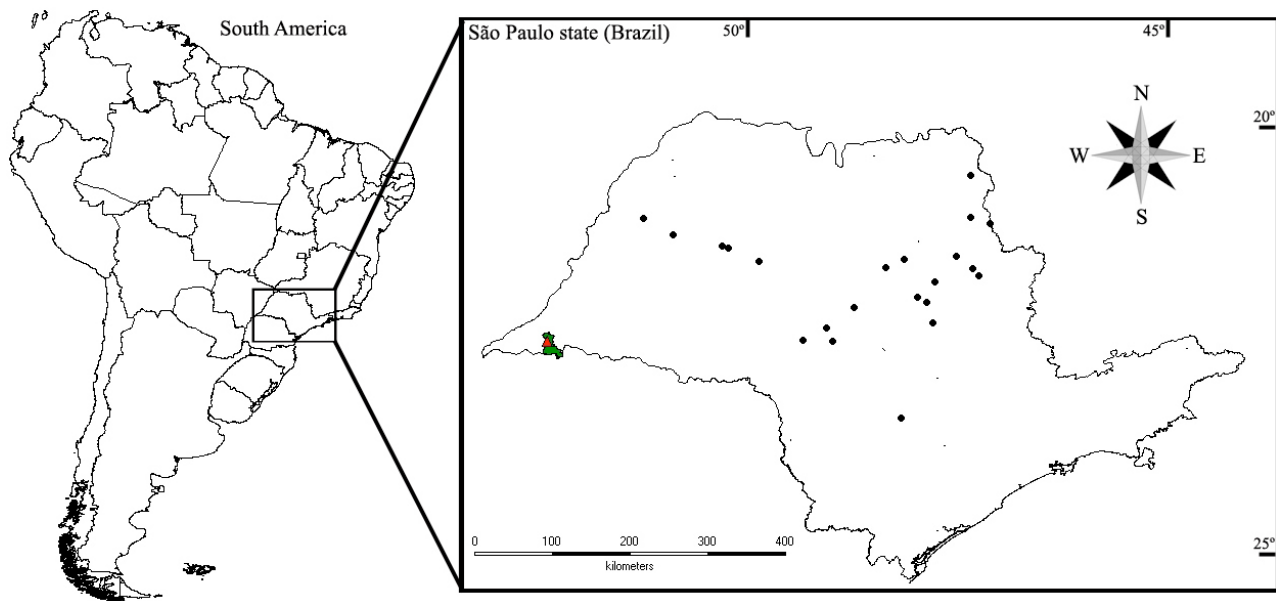 South America
São Paulo state (Brazil)
50º
45º
20º
N
W
E
S
25º
0 100 200 300 400
kilometers